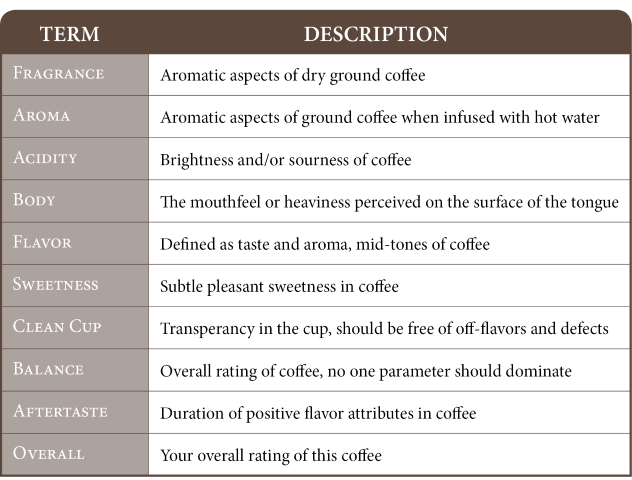 TERM DESCRIPTION
Fragrance Aromatic aspects of dry ground coffee
Aroma Aromatic aspects of ground coffee when infused with hot water
Acidity Brightness and/or sourness of coffee
Body The mouthfeel or heaviness perceived on the surface of the tongue
Flavor Defined as taste and aroma, mid-tones of coffee
Sweetness Subtle pleasant sweetness in coffee
Clean Cup Transperancy in the cup, should be free of off-flavors and defects
Balance Overall rating of coffee, no one parameter should dominate
Aftertaste Duration of positive flavor attributes in coffee
Overall Your overall rating of this coffee